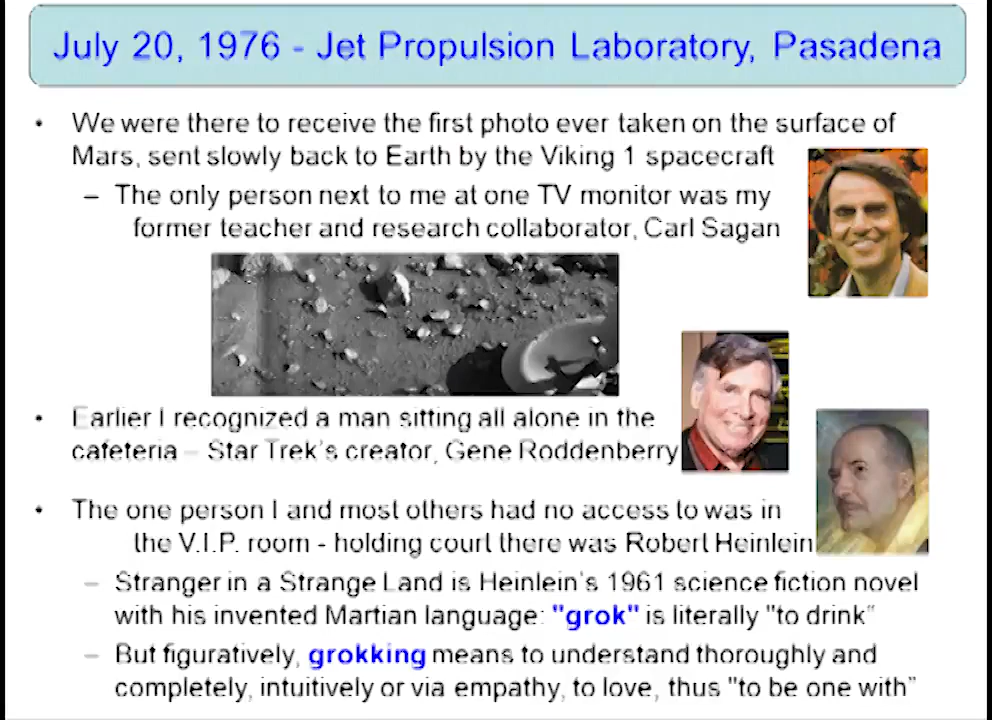 July 20, 1976 - Jet Propulsion Laboratory, Pasadena
• We were there to receive the first photo ever taken on the surface of
Mars, sent slowly back to Earth by the Viking 1 spacecraft
– The only person next to me at one TV monitor was my
former teacher and research collaborator, Carl Sagan
• Earlier I recognized a man sitting all alone in the
cafeteria – Star Trek's creator, Gene Roddenberry
• The one person I and most others had no access to was in
the V.I.P. room - holding court there was Robert Heinlein
– Stranger in a Strange Land is Heinlein's 1961 science fiction novel
with his invented Martian language: "grok" is literally "to drink"
– But figuratively, grokking means to understand thoroughly and
completely, intuitively or via empathy, to love, thus "to be one with"